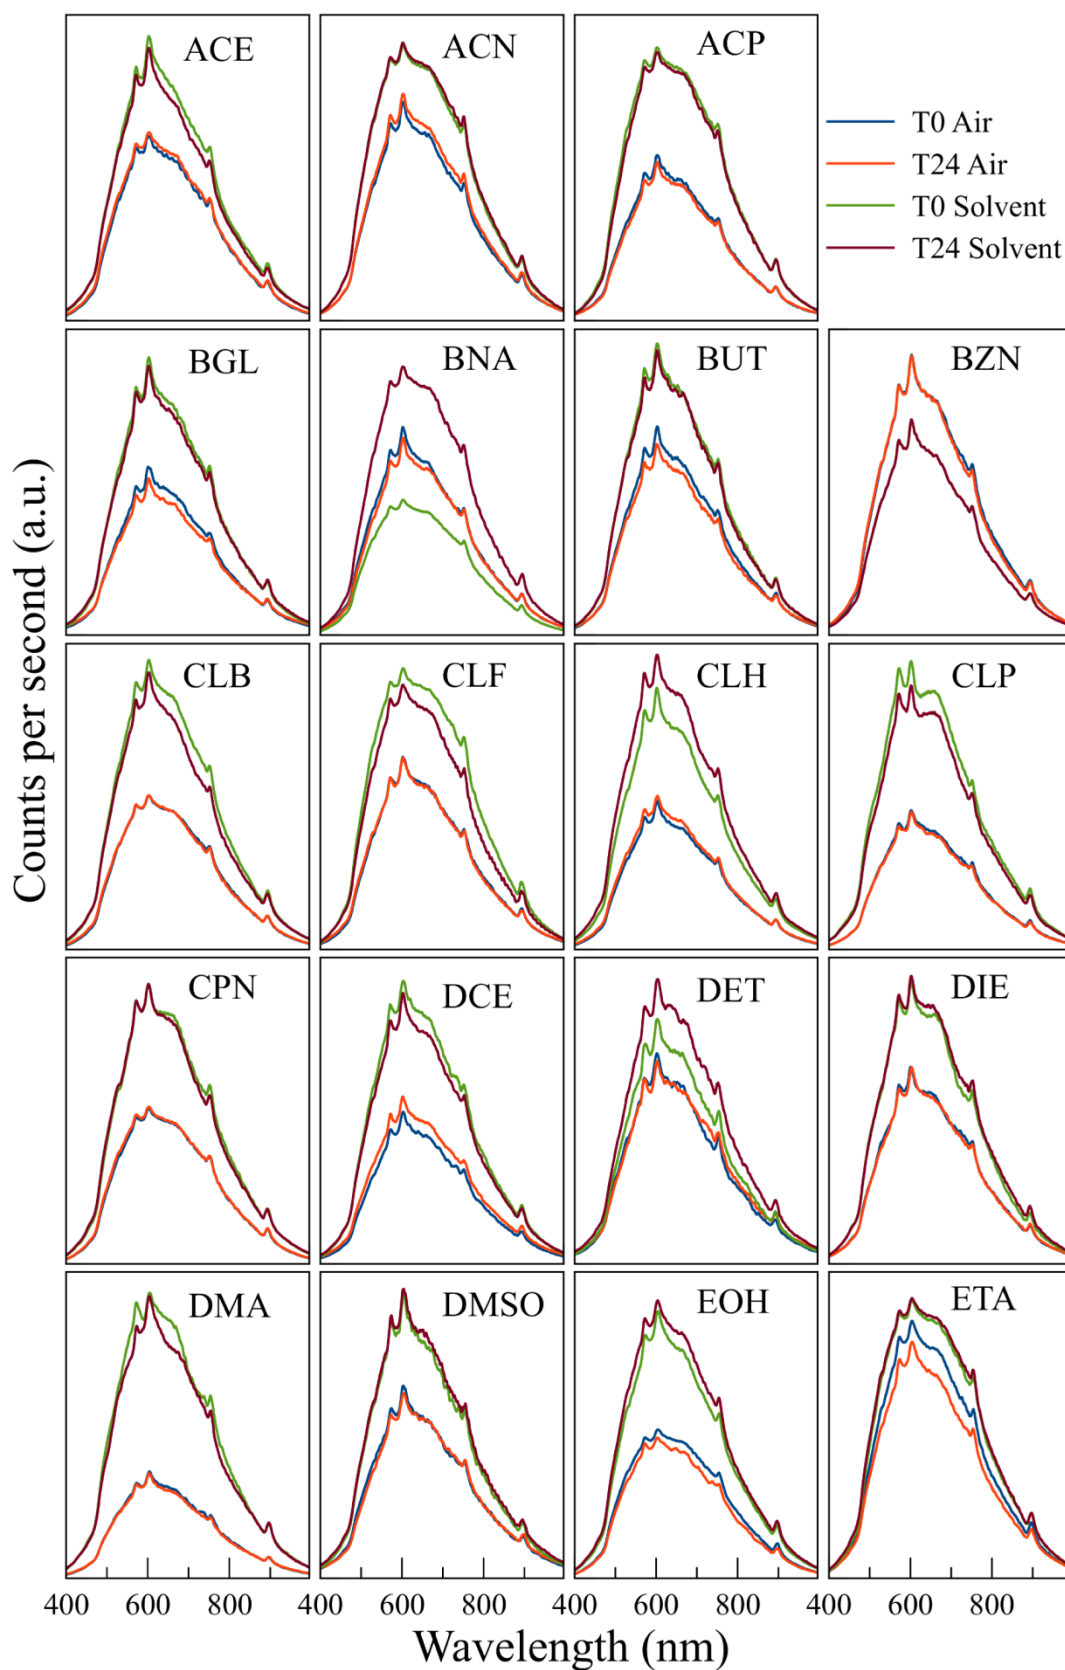 ACE
ACN
ACP
T0 Air
T24 Air
T0 Solvent
T24 Solvent
BGL
BNA
BUT
BZN
CLB
CLF
CLH
CLP
CPN
DCE
DET
DIE
DMA
DMSO
EOH
ETA
Counts per second (a.u.)
400 600 800 400 600 800 400 600 800 400 600 800
Wavelength (nm)